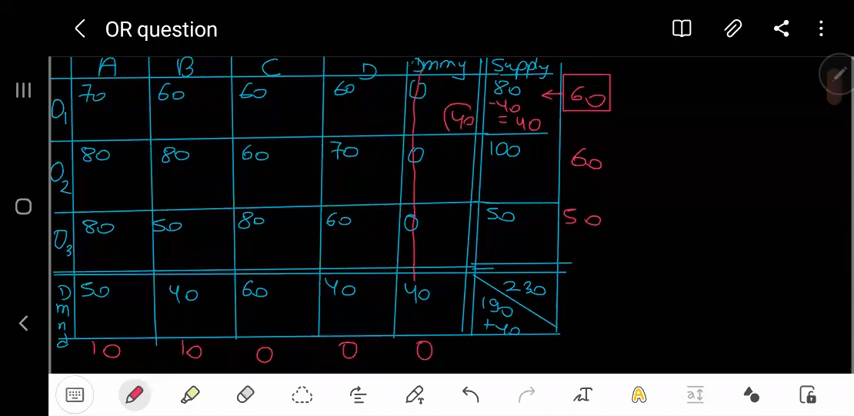 OR question
A B C D Dmmy Supply
O1 70 60 60 60 0 80 ← 60
40 -40
= 40
O2 80 80 60 70 0 100 60
O3 80 50 80 60 0 50 50
Dmnd 50 40 60 40 40 230
190
+40
10 10 0 0 0